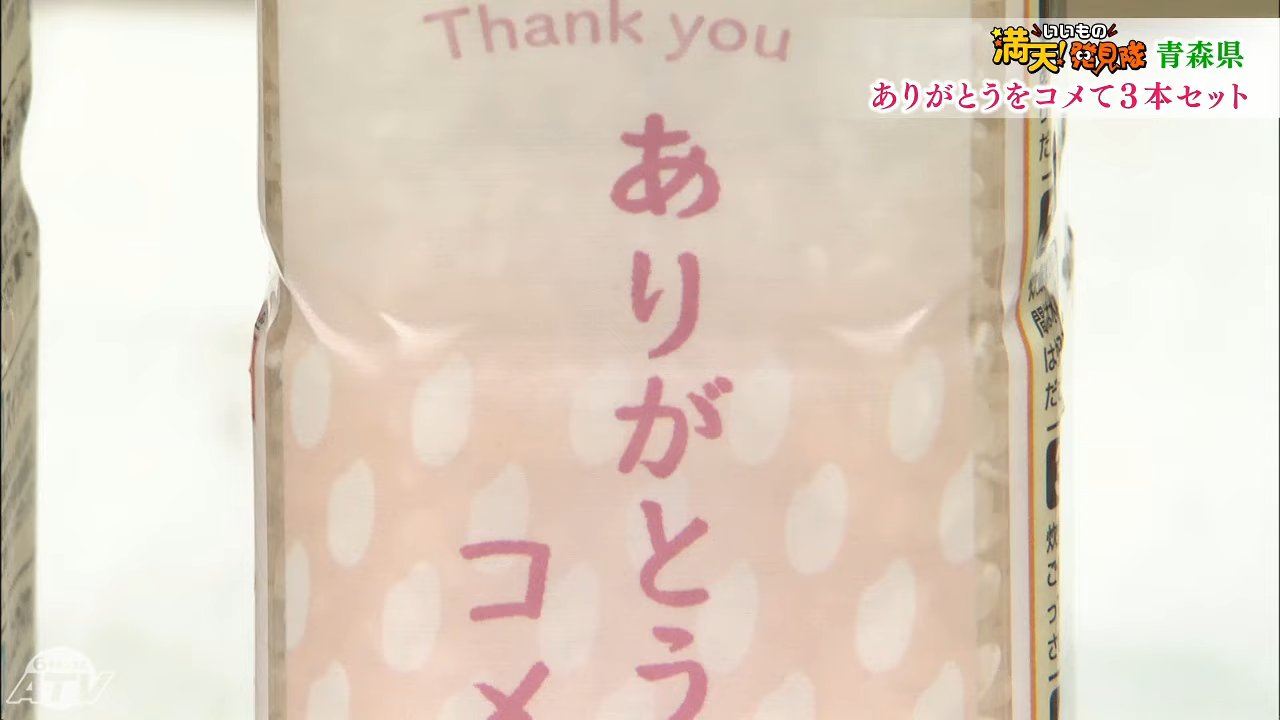 Thank you
ありがとう
コメ
いいもの
満天!発見隊 青森県
ありがとうをコメて3本セット
ATV